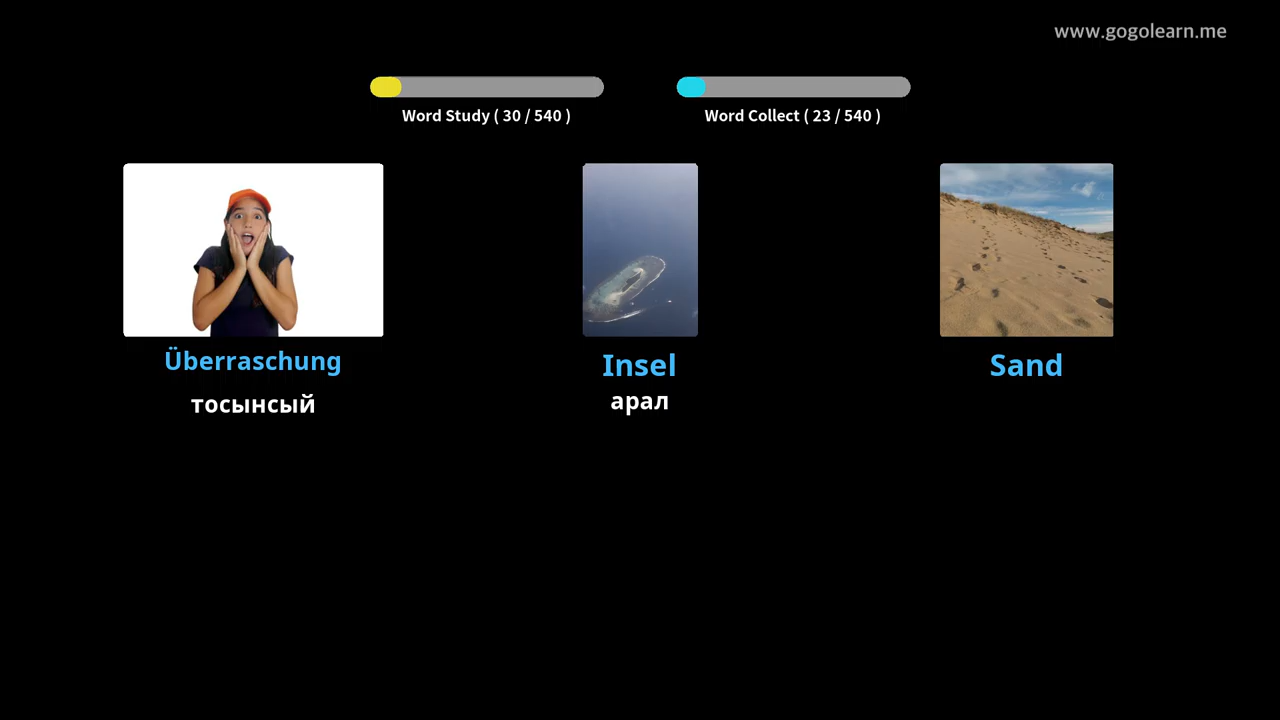 www.gogolearn.me
Word Study ( 30 / 540 )
Word Collect ( 23 / 540 )
Überraschung
Insel
Sand
тосынсый
арал